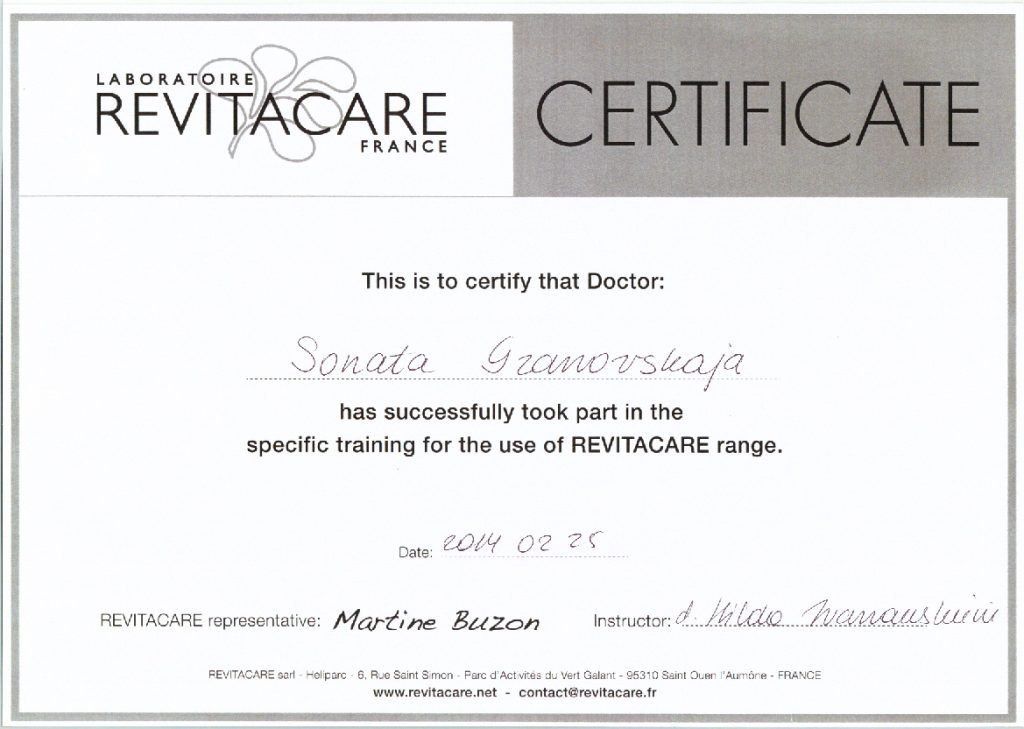 LABORATOIRE
REVITACARE
FRANCE
CERTIFICATE
This is to certify that Doctor:
Sonata Granovskaja
has successfully took part in the
specific training for the use of REVITACARE range.
Date: 2014 02 25
REVITACARE representative: Martine Buzon
Instructor:
REVITACARE sarl - Héliparc - 6, Rue Saint Simon - Parc d'Activités du Vert Galant - 95310 Saint Ouen l'Aumône - FRANCE
www.revitacare.net - contact@revitacare.fr